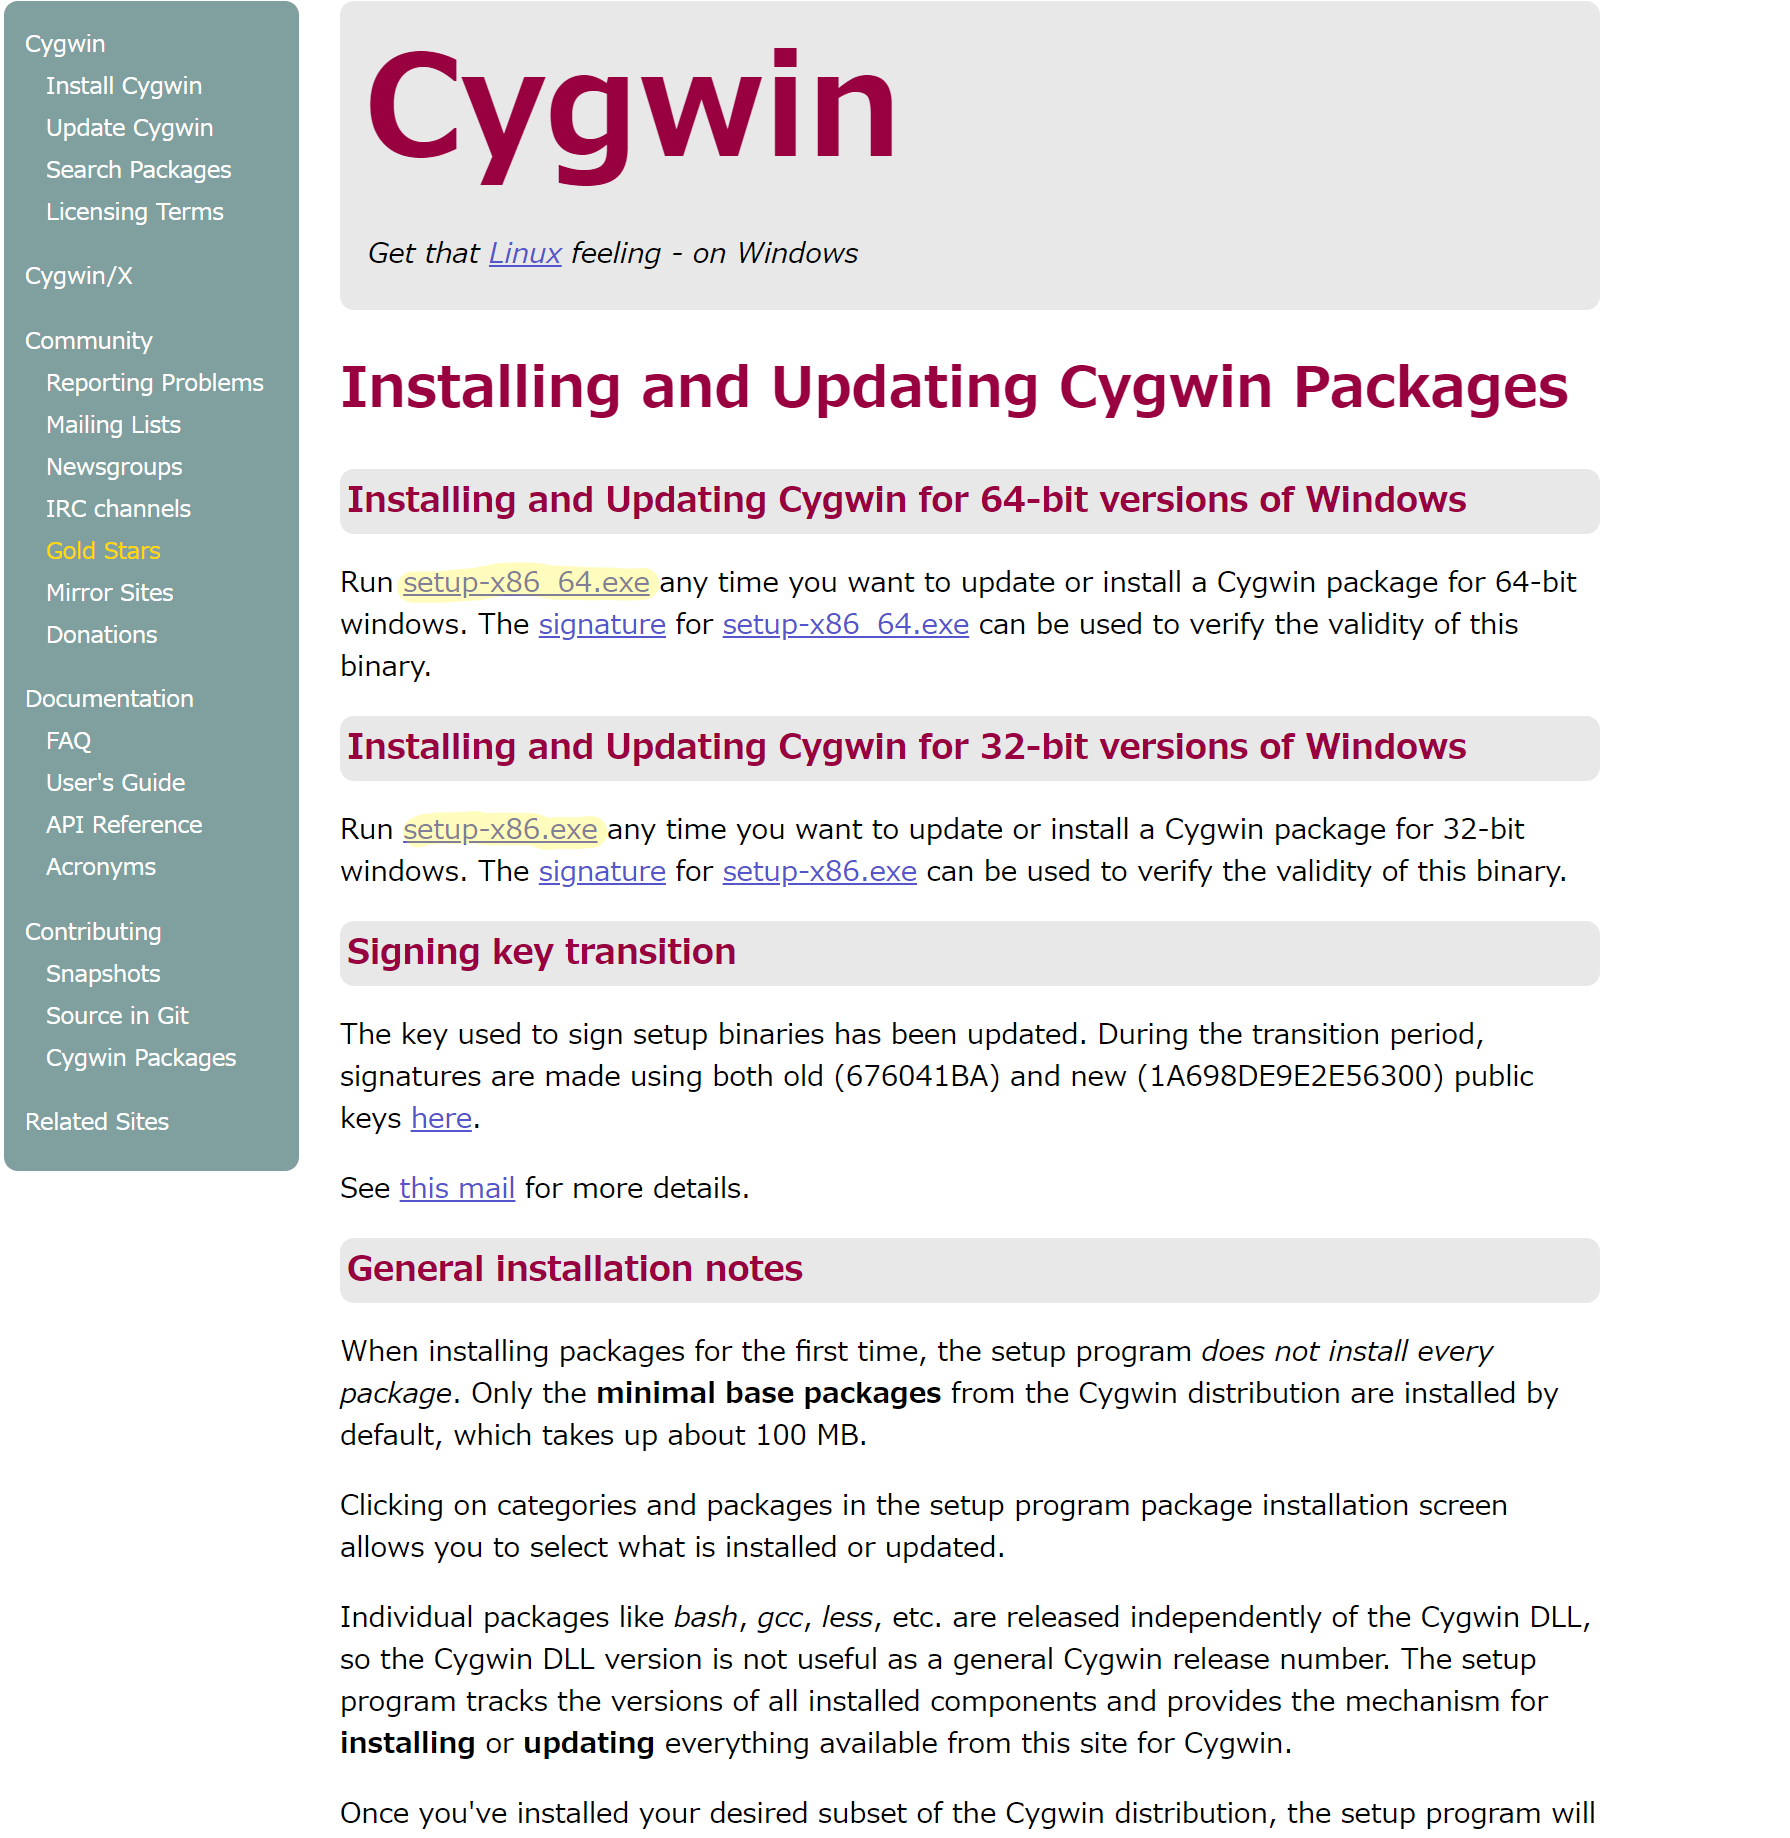 Cygwin
Install Cygwin
Update Cygwin
Search Packages
Licensing Terms
Cygwin/X
Community
Reporting Problems
Mailing Lists
Newsgroups
IRC channels
Gold Stars
Mirror Sites
Donations
Documentation
FAQ
User's Guide
API Reference
Acronyms
Contributing
Snapshots
Source in Git
Cygwin Packages
Related Sites
Cygwin
Get that Linux feeling - on Windows
Installing and Updating Cygwin Packages
Installing and Updating Cygwin for 64-bit versions of Windows
Run setup-x86_64.exe any time you want to update or install a Cygwin package for 64-bit
windows. The signature for setup-x86_64.exe can be used to verify the validity of this
binary.
Installing and Updating Cygwin for 32-bit versions of Windows
Run setup-x86.exe any time you want to update or install a Cygwin package for 32-bit
windows. The signature for setup-x86.exe can be used to verify the validity of this binary.
Signing key transition
The key used to sign setup binaries has been updated. During the transition period,
signatures are made using both old (676041BA) and new (1A698DE9E2E56300) public
keys here.
See this mail for more details.
General installation notes
When installing packages for the first time, the setup program does not install every
package. Only the minimal base packages from the Cygwin distribution are installed by
default, which takes up about 100 MB.
Clicking on categories and packages in the setup program package installation screen
allows you to select what is installed or updated.
Individual packages like bash, gcc, less, etc. are released independently of the Cygwin DLL,
so the Cygwin DLL version is not useful as a general Cygwin release number. The setup
program tracks the versions of all installed components and provides the mechanism for
installing or updating everything available from this site for Cygwin.
Once you've installed your desired subset of the Cygwin distribution, the setup program will